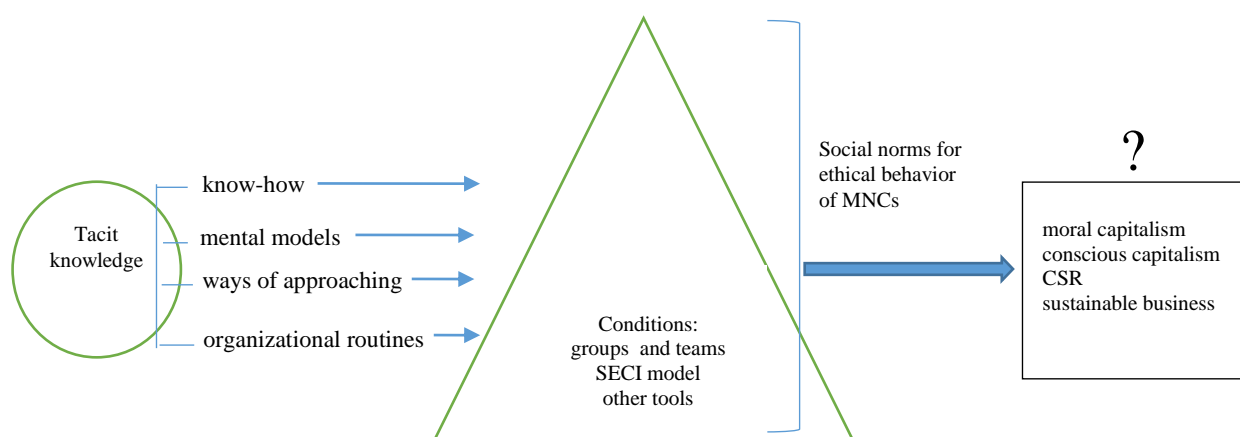 Tacit
knowledge
know-how
mental models
ways of approaching
organizational routines
Conditions:
groups and teams
SECI model
other tools
Social norms for
ethical behavior
of MNCs
?
moral capitalism
conscious capitalism
CSR
sustainable business